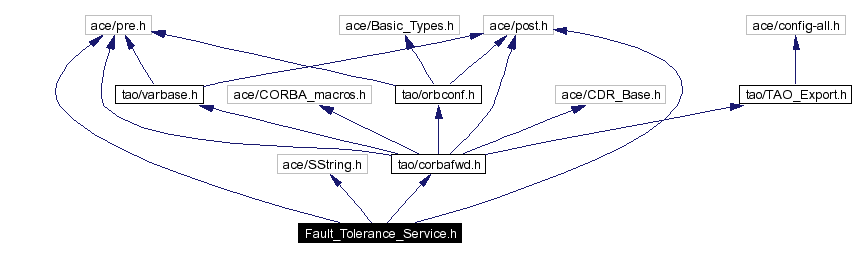 ace/pre.h
ace/Basic_Types.h
ace/post.h
ace/config-all.h
tao/varbase.h
ace/CORBA_macros.h
tao/orbconf.h
ace/CDR_Base.h
tao/TAO_Export.h
ace/SString.h
tao/corbafwd.h
Fault_Tolerance_Service.h